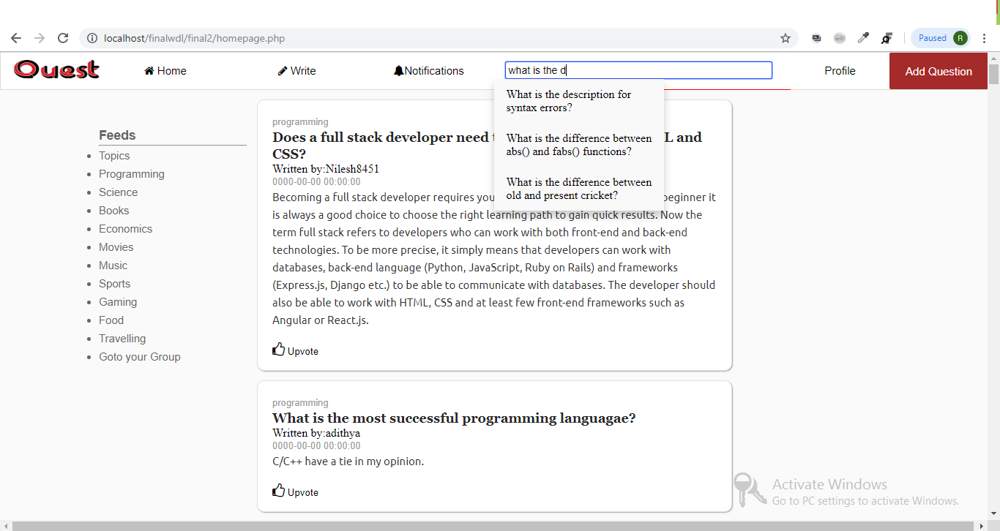 localhost/finalwdl/final2/homepage.php
Paused R
Quest
Home
Write
Notifications
what is the d
Profile
Add Question
What is the description for
syntax errors?
What is the difference between
abs() and fabs() functions?
What is the difference between
old and present cricket?
Feeds
Topics
Programming
Science
Books
Economics
Movies
Music
Sports
Gaming
Food
Travelling
Goto your Group
programming
Does a full stack developer need L and
CSS?
Written by:Nilesh8451
0000-00-00 00:00:00
Becoming a full stack developer requires you beginner it
is always a good choice to choose the right learning path to gain quick results. Now the
term full stack refers to developers who can work with both front-end and back-end
technologies. To be more precise, it simply means that developers can work with
databases, back-end language (Python, JavaScript, Ruby on Rails) and frameworks
(Express.js, Django etc.) to be able to communicate with databases. The developer should
also be able to work with HTML, CSS and at least few front-end frameworks such as
Angular or React.js.
Upvote
programming
What is the most successful programming languagae?
Written by:adithya
0000-00-00 00:00:00
C/C++ have a tie in my opinion.
Upvote
Activate Windows
Go to PC settings to activate Windows.